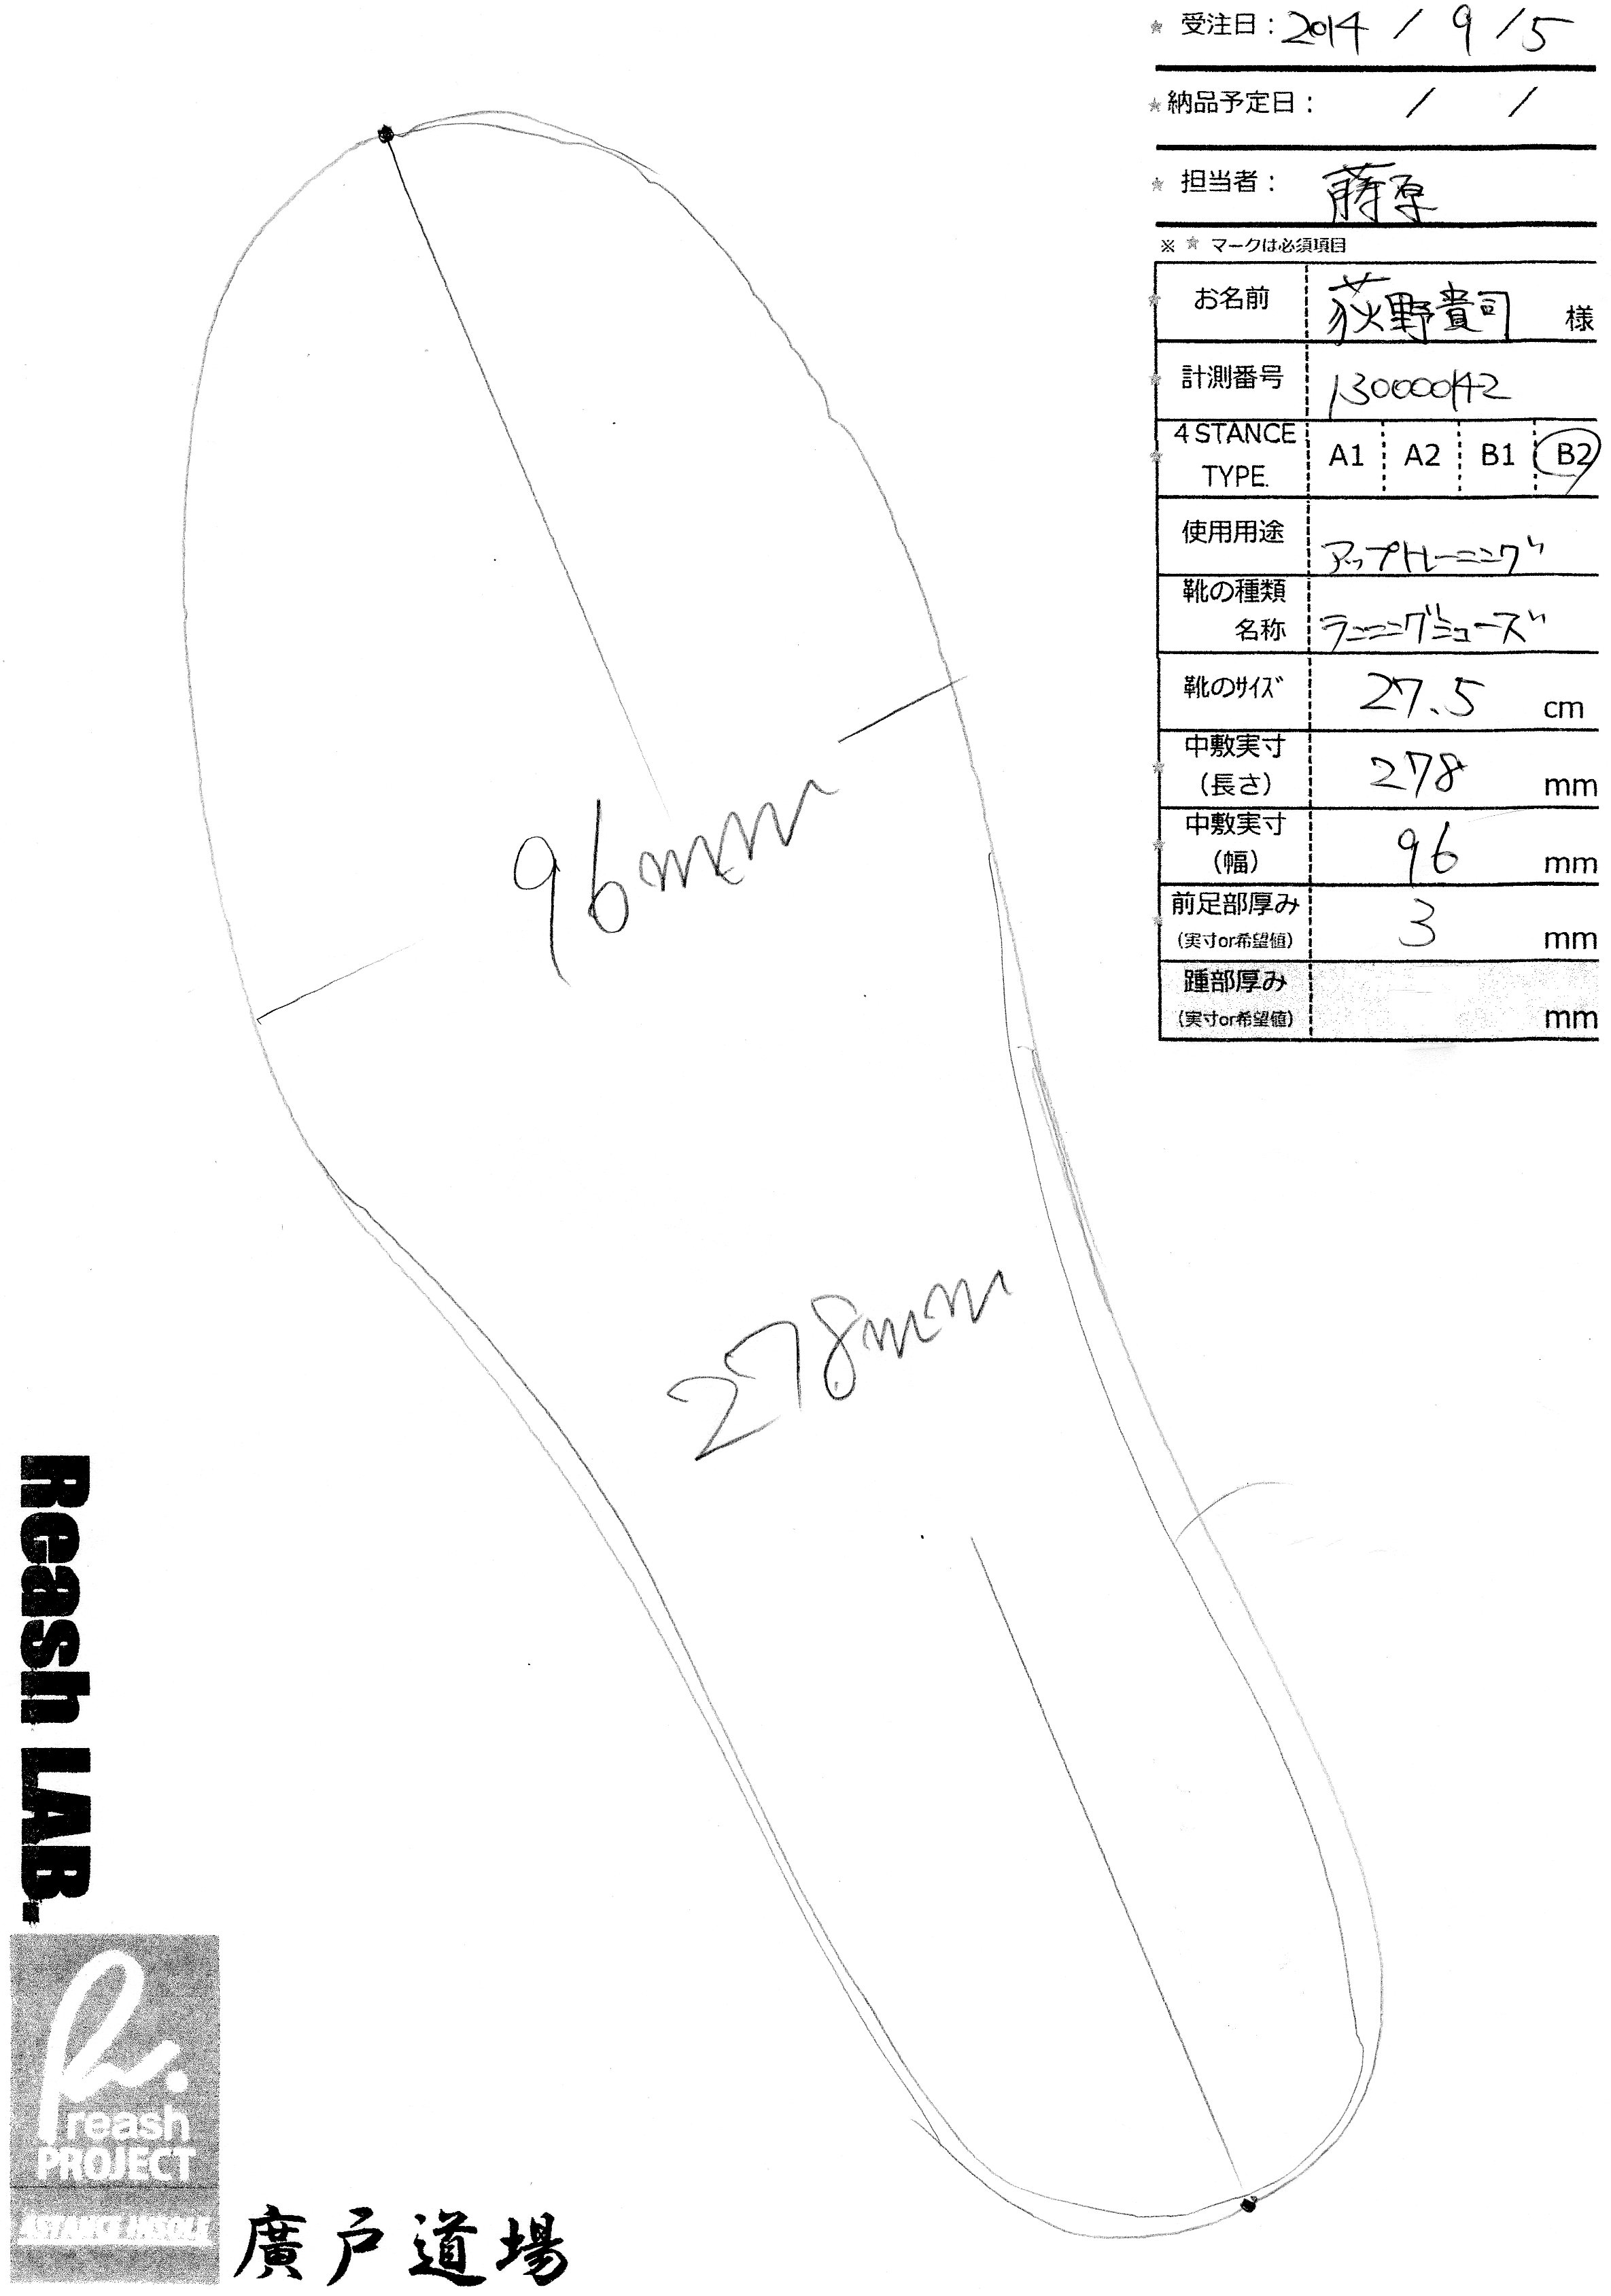 ★ 受注日：2014 / 9 / 5
★ 納品予定日： / /
★ 担当者： 蒔原
※ ★ マークは必須項目
★ お名前 荻野貴司 様
★ 計測番号 13000142
★ 4STANCE TYPE. A1 A2 B1 B2
使用用途 アップトレーニング
靴の種類 名称 ランニングシューズ
靴のサイズ 27.5 cm
★ 中敷実寸 (長さ) 278 mm
★ 中敷実寸 (幅) 96 mm
★ 前足部厚み (実寸or希望値) 3 mm
踵部厚み (実寸or希望値) mm
96mm
278mm
Reash LAB.
reash
PROJECT
4STANCE INSOLE
廣戸道場